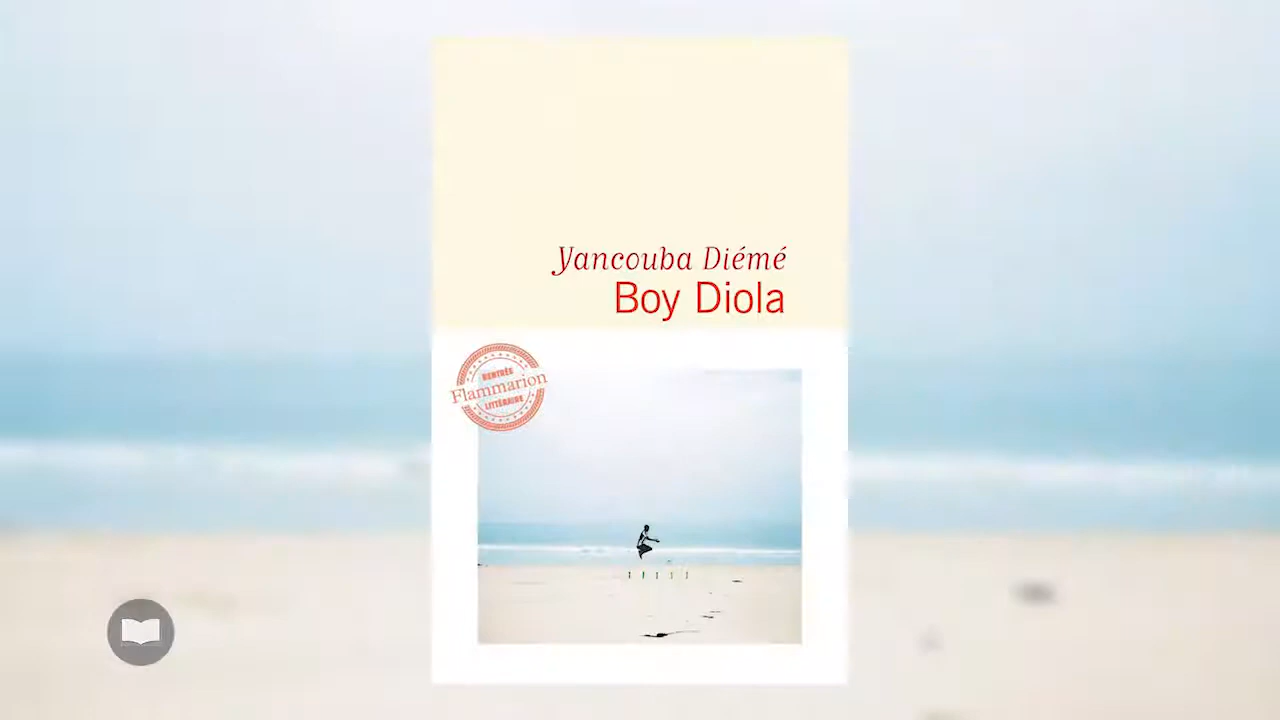 Yancouba Diémé
Boy Diola
RENTRÉE
Flammarion
LITTÉRAIRE